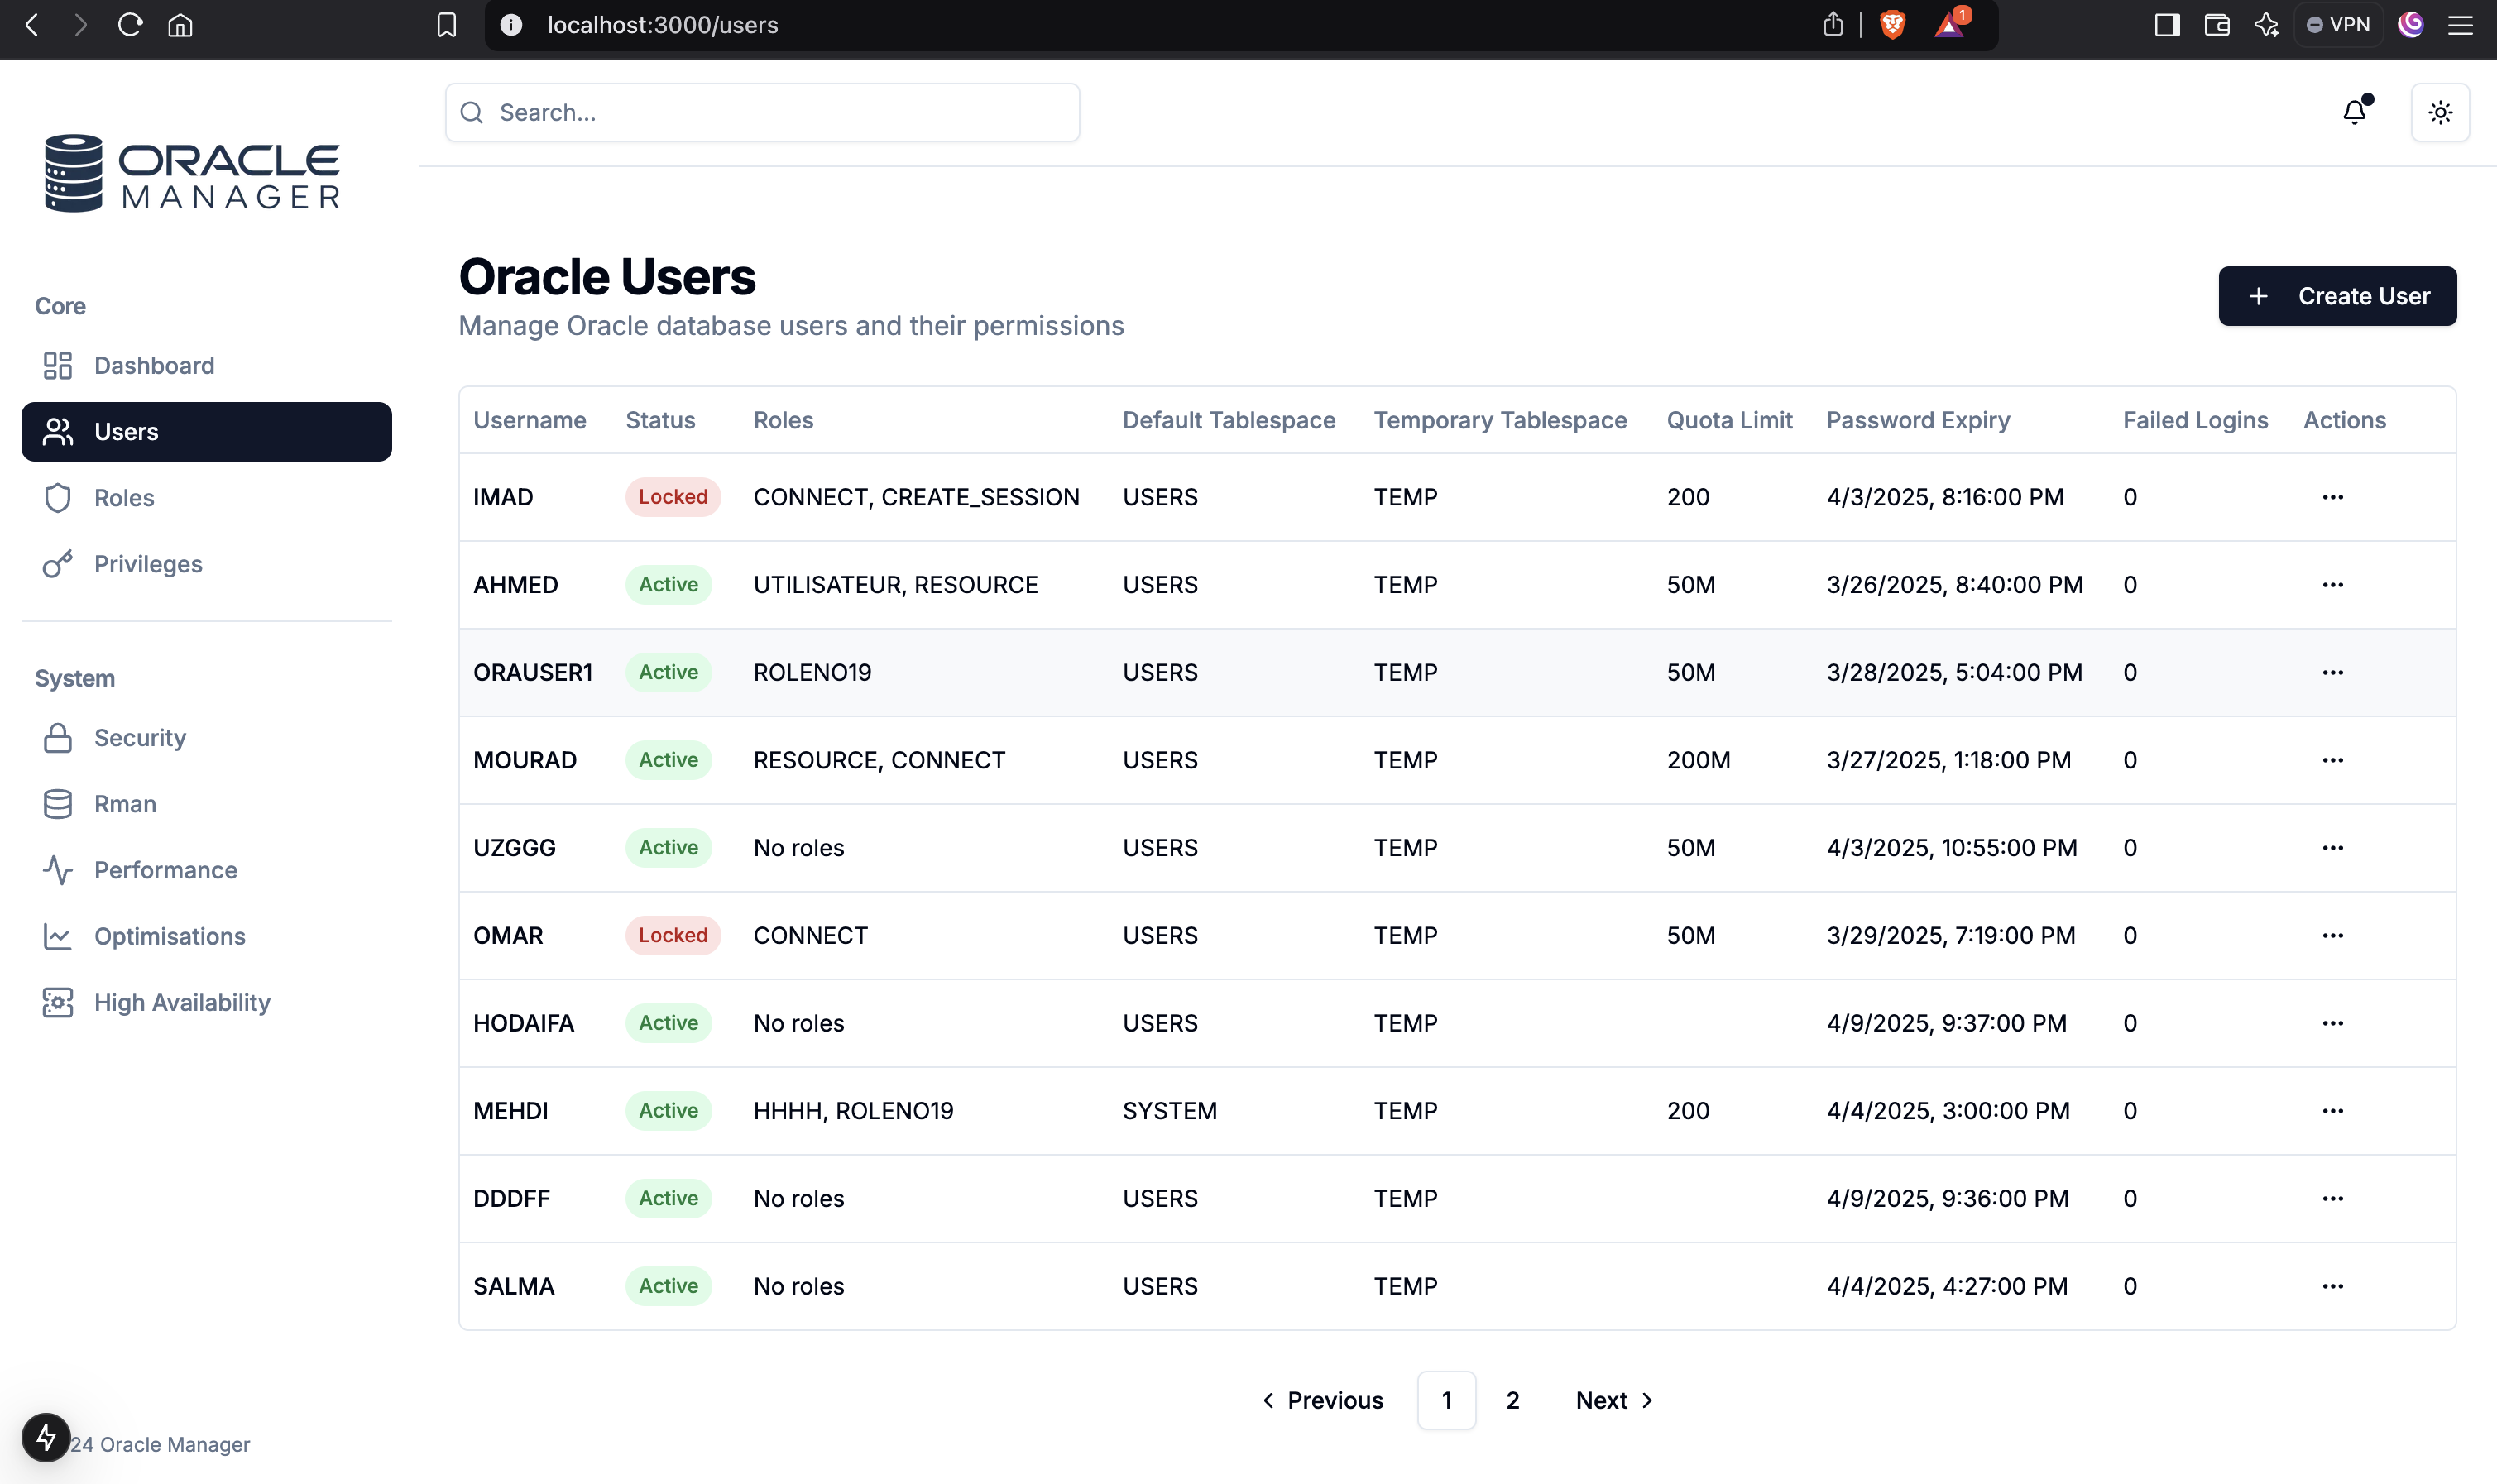 localhost:3000/users
1
VPN
ORACLE
MANAGER
Search...
Core
Dashboard
Users
Roles
Privileges
System
Security
Rman
Performance
Optimisations
High Availability
24 Oracle Manager
Oracle Users
Manage Oracle database users and their permissions
Create User
Username Status Roles Default Tablespace Temporary Tablespace Quota Limit Password Expiry Failed Logins Actions
IMAD Locked CONNECT, CREATE_SESSION USERS TEMP 200 4/3/2025, 8:16:00 PM 0
AHMED Active UTILISATEUR, RESOURCE USERS TEMP 50M 3/26/2025, 8:40:00 PM 0
ORAUSER1 Active ROLENO19 USERS TEMP 50M 3/28/2025, 5:04:00 PM 0
MOURAD Active RESOURCE, CONNECT USERS TEMP 200M 3/27/2025, 1:18:00 PM 0
UZGGG Active No roles USERS TEMP 50M 4/3/2025, 10:55:00 PM 0
OMAR Locked CONNECT USERS TEMP 50M 3/29/2025, 7:19:00 PM 0
HODAIFA Active No roles USERS TEMP 4/9/2025, 9:37:00 PM 0
MEHDI Active HHHH, ROLENO19 SYSTEM TEMP 200 4/4/2025, 3:00:00 PM 0
DDDFF Active No roles USERS TEMP 4/9/2025, 9:36:00 PM 0
SALMA Active No roles USERS TEMP 4/4/2025, 4:27:00 PM 0
Previous 1 2 Next